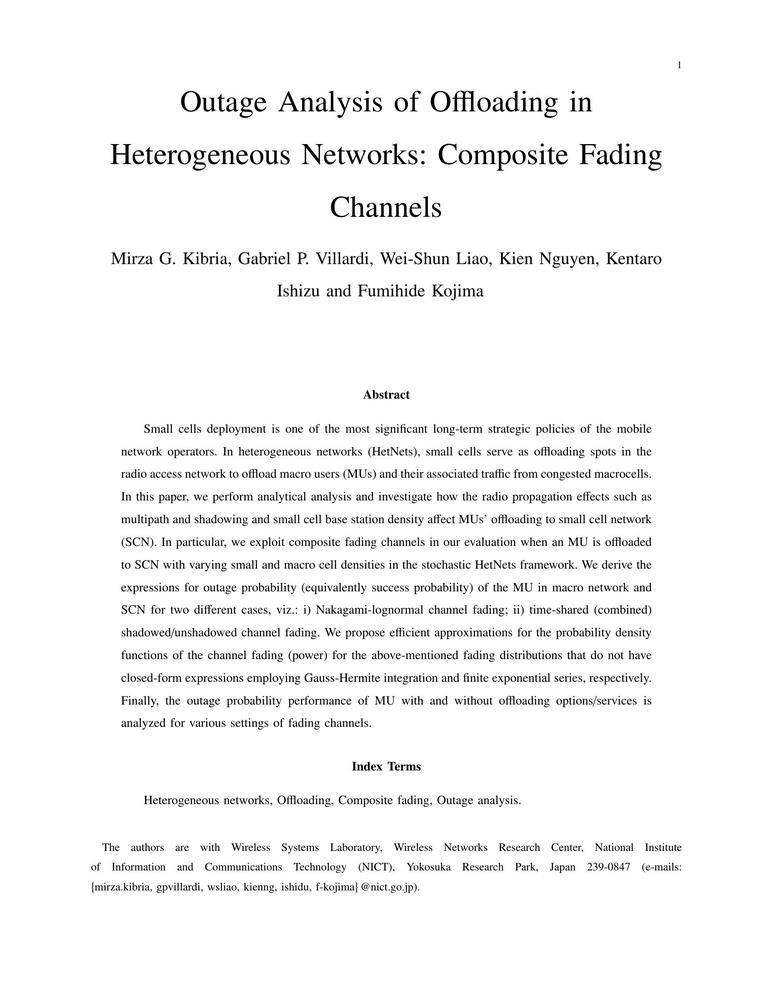 1
Outage Analysis of Offloading in
Heterogeneous Networks: Composite Fading
Channels
Mirza G. Kibria, Gabriel P. Villardi, Wei-Shun Liao, Kien Nguyen, Kentaro
Ishizu and Fumihide Kojima
Abstract
Small cells deployment is one of the most significant long-term strategic policies of the mobile
network operators. In heterogeneous networks (HetNets), small cells serve as offloading spots in the
radio access network to offload macro users (MUs) and their associated traffic from congested macrocells.
In this paper, we perform analytical analysis and investigate how the radio propagation effects such as
multipath and shadowing and small cell base station density affect MUs’ offloading to small cell network
(SCN). In particular, we exploit composite fading channels in our evaluation when an MU is offloaded
to SCN with varying small and macro cell densities in the stochastic HetNets framework. We derive the
expressions for outage probability (equivalently success probability) of the MU in macro network and
SCN for two different cases, viz.: i) Nakagami-lognormal channel fading; ii) time-shared (combined)
shadowed/unshadowed channel fading. We propose efficient approximations for the probability density
functions of the channel fading (power) for the above-mentioned fading distributions that do not have
closed-form expressions employing Gauss-Hermite integration and finite exponential series, respectively.
Finally, the outage probability performance of MU with and without offloading options/services is
analyzed for various settings of fading channels.
Index Terms
Heterogeneous networks, Offloading, Composite fading, Outage analysis.
The authors are with Wireless Systems Laboratory, Wireless Networks Research Center, National Institute
of Information and Communications Technology (NICT), Yokosuka Research Park, Japan 239-0847 (e-mails:
{mirza.kibria, gpvillardi, wsliao, kienng, ishidu, f-kojima}@nict.go.jp).